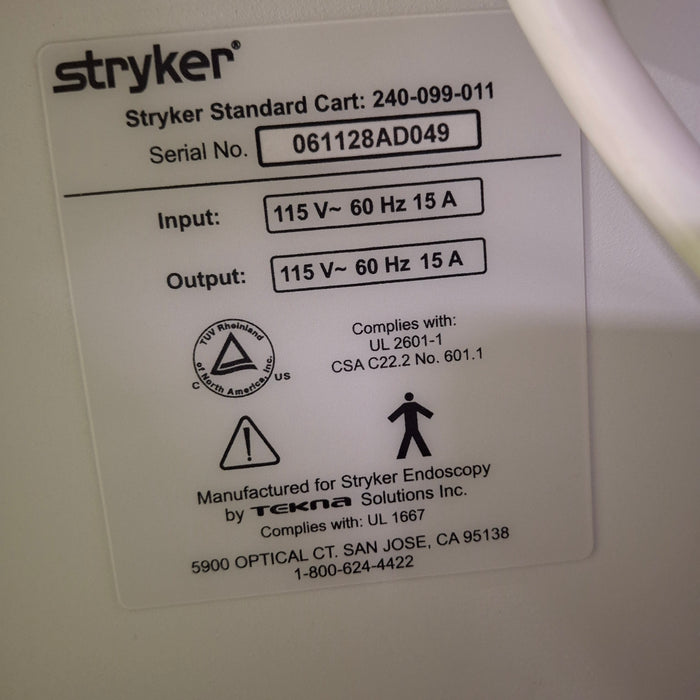 stryker®
Stryker Standard Cart: 240-099-011
Serial No. 061128AD049
Input: 115 V~ 60 Hz 15 A
Output: 115 V~ 60 Hz 15 A
TUV Rheinland
of North America, Inc.
C US
Complies with:
UL 2601-1
CSA C22.2 No. 601.1
Manufactured for Stryker Endoscopy
by TEKNA Solutions Inc.
Complies with: UL 1667
5900 OPTICAL CT. SAN JOSE, CA 95138
1-800-624-4422